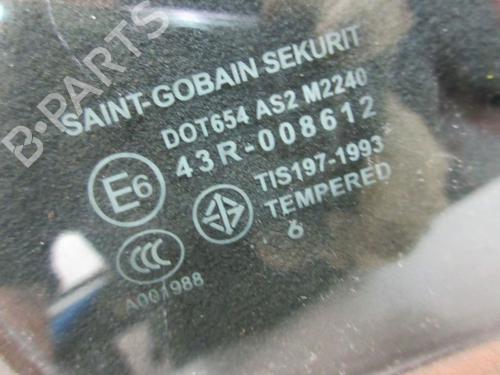 B-PARTS
SAINT-GOBAIN SEKURIT
DOT654 AS2 M2240
43R-008612
E6
TIS197-1993
TEMPERED
6
CCC
A001988